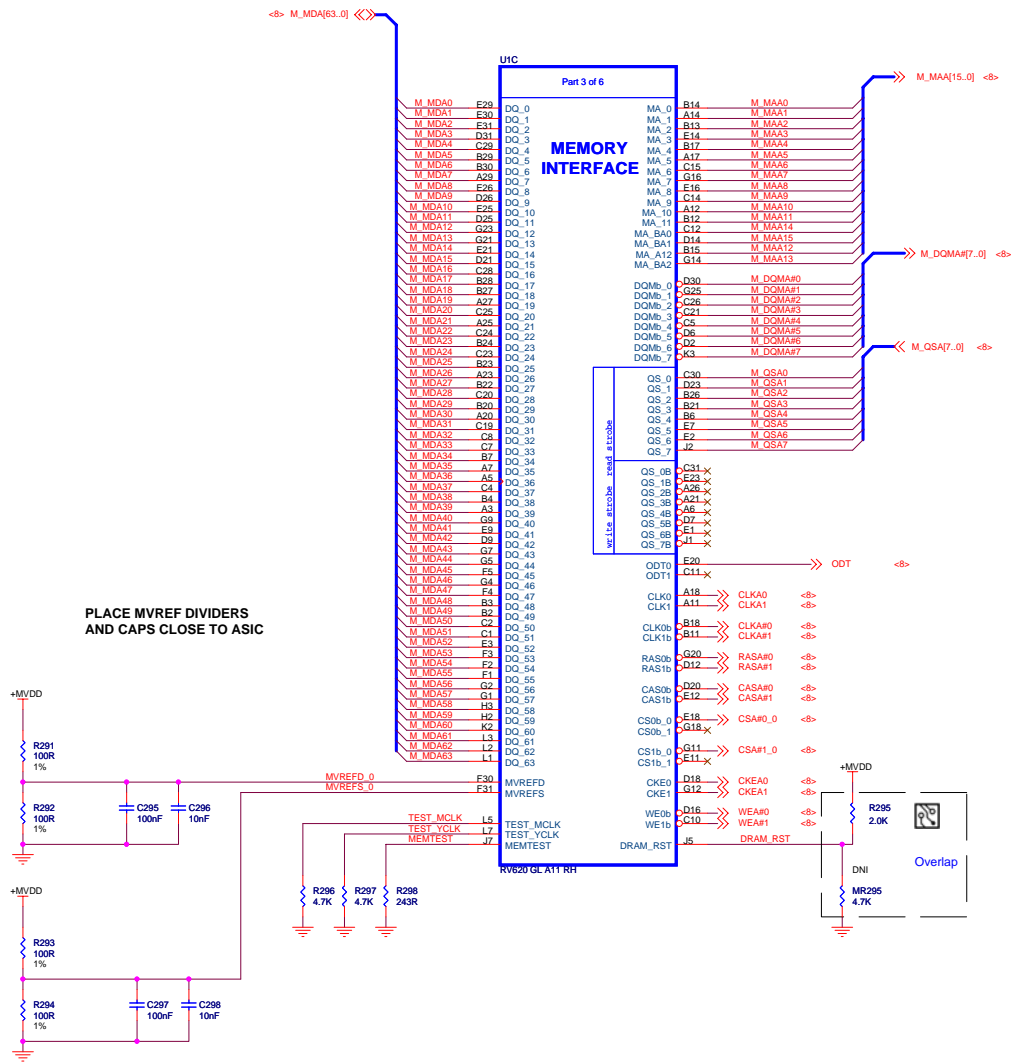 <8> M_MDA[63..0]
U1C
Part 3 of 6
MEMORY
INTERFACE
M_MDA0 E29 DQ_0
M_MDA1 E30 DQ_1
M_MDA2 E31 DQ_2
M_MDA3 D31 DQ_3
M_MDA4 C29 DQ_4
M_MDA5 B29 DQ_5
M_MDA6 B30 DQ_6
M_MDA7 A29 DQ_7
M_MDA8 E26 DQ_8
M_MDA9 D26 DQ_9
M_MDA10 E25 DQ_10
M_MDA11 D25 DQ_11
M_MDA12 G23 DQ_12
M_MDA13 G21 DQ_13
M_MDA14 E21 DQ_14
M_MDA15 D21 DQ_15
M_MDA16 C28 DQ_16
M_MDA17 B28 DQ_17
M_MDA18 B27 DQ_18
M_MDA19 A27 DQ_19
M_MDA20 C25 DQ_20
M_MDA21 A25 DQ_21
M_MDA22 C24 DQ_22
M_MDA23 B24 DQ_23
M_MDA24 C23 DQ_24
M_MDA25 B23 DQ_25
M_MDA26 A23 DQ_26
M_MDA27 B22 DQ_27
M_MDA28 C20 DQ_28
M_MDA29 B20 DQ_29
M_MDA30 A20 DQ_30
M_MDA31 C19 DQ_31
M_MDA32 C8 DQ_32
M_MDA33 C7 DQ_33
M_MDA34 B7 DQ_34
M_MDA35 A7 DQ_35
M_MDA36 A5 DQ_36
M_MDA37 C4 DQ_37
M_MDA38 B4 DQ_38
M_MDA39 A3 DQ_39
M_MDA40 G9 DQ_40
M_MDA41 E9 DQ_41
M_MDA42 D9 DQ_42
M_MDA43 G7 DQ_43
M_MDA44 G5 DQ_44
M_MDA45 F5 DQ_45
M_MDA46 G4 DQ_46
M_MDA47 F4 DQ_47
M_MDA48 B3 DQ_48
M_MDA49 B2 DQ_49
M_MDA50 C2 DQ_50
M_MDA51 C1 DQ_51
M_MDA52 E3 DQ_52
M_MDA53 F3 DQ_53
M_MDA54 F2 DQ_54
M_MDA55 F1 DQ_55
M_MDA56 G2 DQ_56
M_MDA57 G1 DQ_57
M_MDA58 H3 DQ_58
M_MDA59 H2 DQ_59
M_MDA60 K2 DQ_60
M_MDA61 L3 DQ_61
M_MDA62 L2 DQ_62
M_MDA63 L1 DQ_63
MVREFD_0 F30 MVREFD
MVREFS_0 F31 MVREFS
TEST_MCLK L5 TEST_MCLK
TEST_YCLK L7 TEST_YCLK
MEMTEST J7 MEMTEST
M_MAA[15..0] <8>
MA_0 B14 M_MAA0
MA_1 A14 M_MAA1
MA_2 B13 M_MAA2
MA_3 E14 M_MAA3
MA_4 B17 M_MAA4
MA_5 A17 M_MAA5
MA_6 C15 M_MAA6
MA_7 G16 M_MAA7
MA_8 E16 M_MAA8
MA_9 C14 M_MAA9
MA_10 A12 M_MAA10
MA_11 B12 M_MAA11
MA_BA0 C12 M_MAA14
MA_BA1 D14 M_MAA15
MA_A12 B15 M_MAA12
MA_BA2 G14 M_MAA13
M_DQMA#[7..0] <8>
DQMb_0 D30 M_DQMA#0
DQMb_1 G25 M_DQMA#1
DQMb_2 C26 M_DQMA#2
DQMb_3 C21 M_DQMA#3
DQMb_4 C5 M_DQMA#4
DQMb_5 D6 M_DQMA#5
DQMb_6 D2 M_DQMA#6
DQMb_7 K3 M_DQMA#7
M_QSA[7..0] <8>
read strobe
QS_0 C30 M_QSA0
QS_1 D23 M_QSA1
QS_2 B26 M_QSA2
QS_3 B21 M_QSA3
QS_4 B6 M_QSA4
QS_5 E7 M_QSA5
QS_6 E2 M_QSA6
QS_7 J2 M_QSA7
write strobe
QS_0B C31
QS_1B E23
QS_2B A26
QS_3B A21
QS_4B A6
QS_5B D7
QS_6B E1
QS_7B J1
ODT0 E20 ODT <8>
ODT1 C11
CLK0 A18 CLKA0 <8>
CLK1 A11 CLKA1 <8>
CLK0b B18 CLKA#0 <8>
CLK1b B11 CLKA#1 <8>
RAS0b G20 RASA#0 <8>
RAS1b D12 RASA#1 <8>
CAS0b D20 CASA#0 <8>
CAS1b E12 CASA#1 <8>
CS0b_0 E18 CSA#0_0 <8>
CS0b_1 G18
CS1b_0 G11 CSA#1_0 <8>
CS1b_1 E11
CKE0 D18 CKEA0 <8>
CKE1 G12 CKEA1 <8>
WE0b D16 WEA#0 <8>
WE1b C10 WEA#1 <8>
DRAM_RST J5 DRAM_RST
RV620 GL A11 RH
PLACE MVREF DIVIDERS
AND CAPS CLOSE TO ASIC
+MVDD
R291
100R
1%
R292
100R
1%
C295
100nF
C296
10nF
+MVDD
R293
100R
1%
R294
100R
1%
C297
100nF
C298
10nF
R296
4.7K
R297
4.7K
R298
243R
+MVDD
R295
2.0K
Overlap
DNI
MR295
4.7K